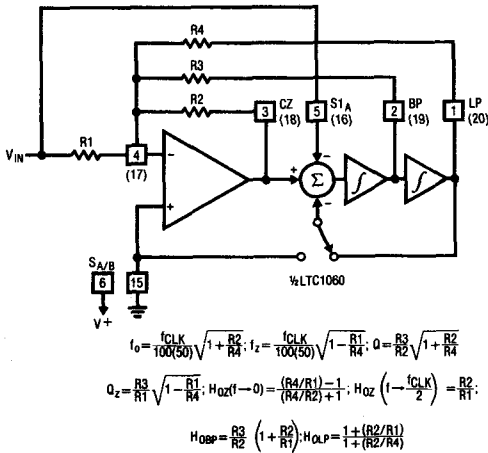 R4
R3
R2
R1
VIN
4
(17)
3
CZ
(18)
5
S1A
(16)
2
BP
(19)
1
LP
(20)
−
+
+
−
−
Σ
∫
∫
SA/B
6
V+
15
½LTC1060
fo = fCLK/100(50) √(1+R2/R4); fz = fCLK/100(50) √(1−R1/R4); Q = R3/R2 √(1+R2/R4)
Qz = R3/R1 √(1−R1/R4); HOZ(f→0) = (R4/R1)−1/(R4/R2)+1; HOZ (f→fCLK/2) = R2/R1;
HOBP = R3/R2 (1+R2/R1); HOLP = 1+(R2/R1)/1+(R2/R4)